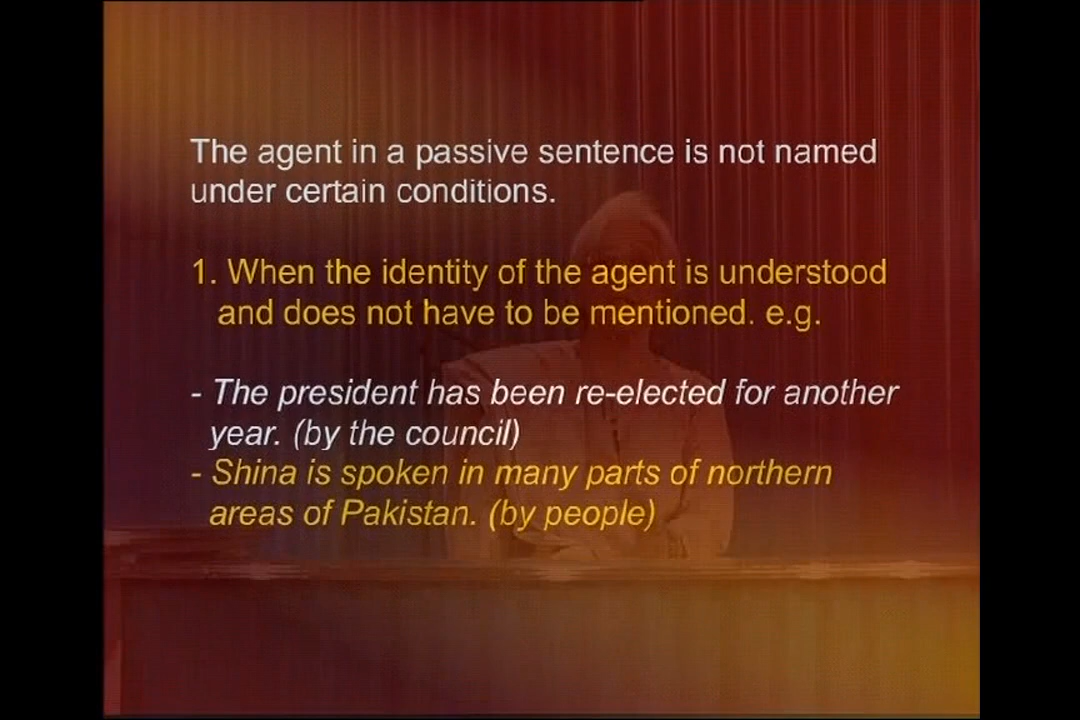 The agent in a passive sentence is not named
under certain conditions.
1. When the identity of the agent is understood
and does not have to be mentioned. e.g.
- The president has been re-elected for another
year. (by the council)
- Shina is spoken in many parts of northern
areas of Pakistan. (by people)